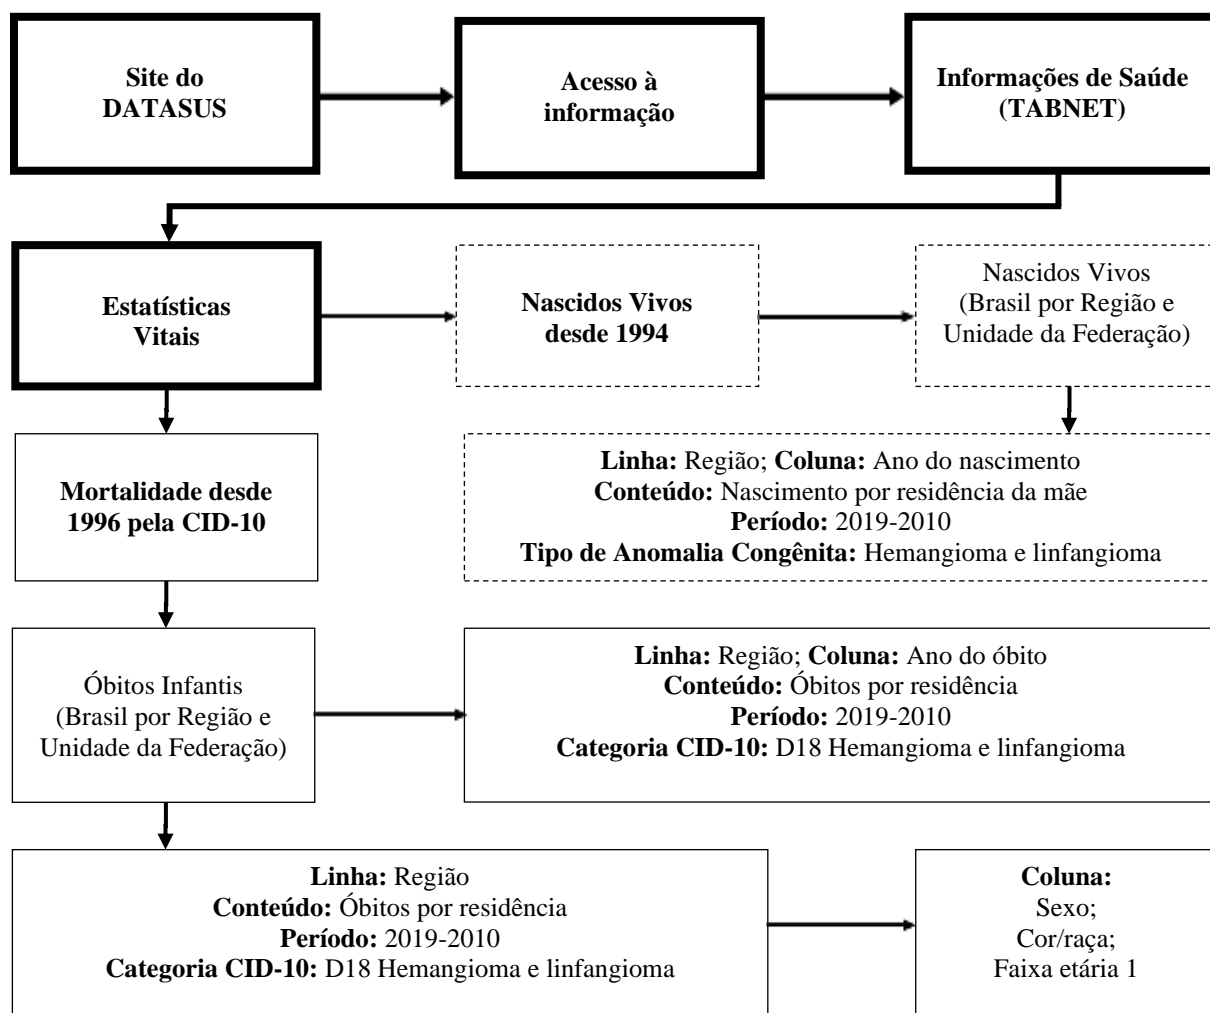 Site do
DATASUS
Acesso à
informação
Informações de Saúde
(TABNET)
Estatísticas
Vitais
Nascidos Vivos
desde 1994
Nascidos Vivos
(Brasil por Região e
Unidade da Federação)
Mortalidade desde
1996 pela CID-10
Linha: Região; Coluna: Ano do nascimento
Conteúdo: Nascimento por residência da mãe
Período: 2019-2010
Tipo de Anomalia Congênita: Hemangioma e linfangioma
Óbitos Infantis
(Brasil por Região e
Unidade da Federação)
Linha: Região; Coluna: Ano do óbito
Conteúdo: Óbitos por residência
Período: 2019-2010
Categoria CID-10: D18 Hemangioma e linfangioma
Linha: Região
Conteúdo: Óbitos por residência
Período: 2019-2010
Categoria CID-10: D18 Hemangioma e linfangioma
Coluna:
Sexo;
Cor/raça;
Faixa etária 1